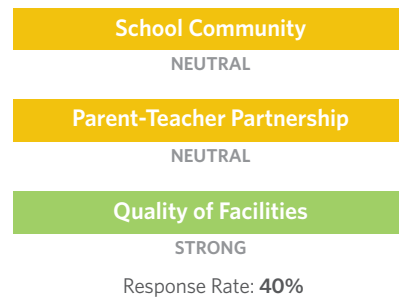 School Community
NEUTRAL
Parent-Teacher Partnership
NEUTRAL
Quality of Facilities
STRONG
Response Rate: 40%